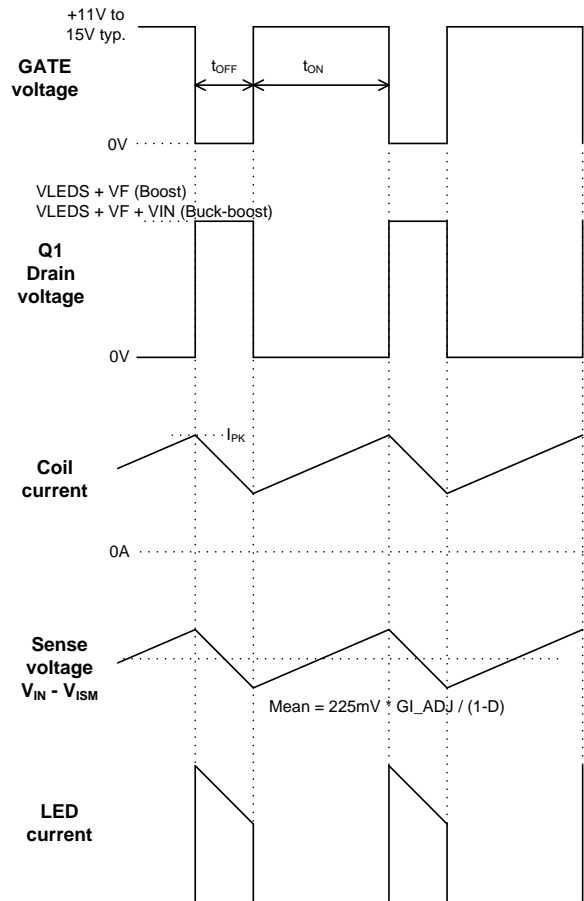 +11V to
15V typ.
GATE
voltage
tOFF
tON
0V
VLEDS + VF (Boost)
VLEDS + VF + VIN (Buck-boost)
Q1
Drain
voltage
0V
IPK
Coil
current
0A
Sense
voltage
VIN - VISM
Mean = 225mV * GI_ADJ / (1-D)
LED
current